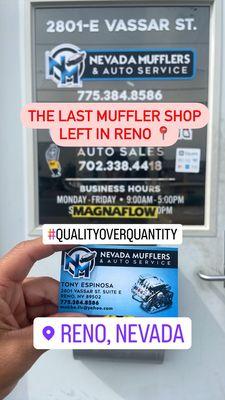 2801-E VASSAR ST.
NEVADA MUFFLERS
& AUTO SERVICE
775.384.8586
THE LAST MUFFLER SHOP
LEFT IN RENO📍
AUTO SALES
702.338.4418
BUSINESS HOURS
MONDAY-FRIDAY • 9:00AM - 5:00PM
MAGNAFLOW
#QUALITYOVERQUANTITY
NEVADA MUFFLERS
& AUTO SERVICE
TONY ESPINOSA
2801 VASSAR ST. SUITE E
RENO, NV 89502
775.384.8586
RENO, NEVADA